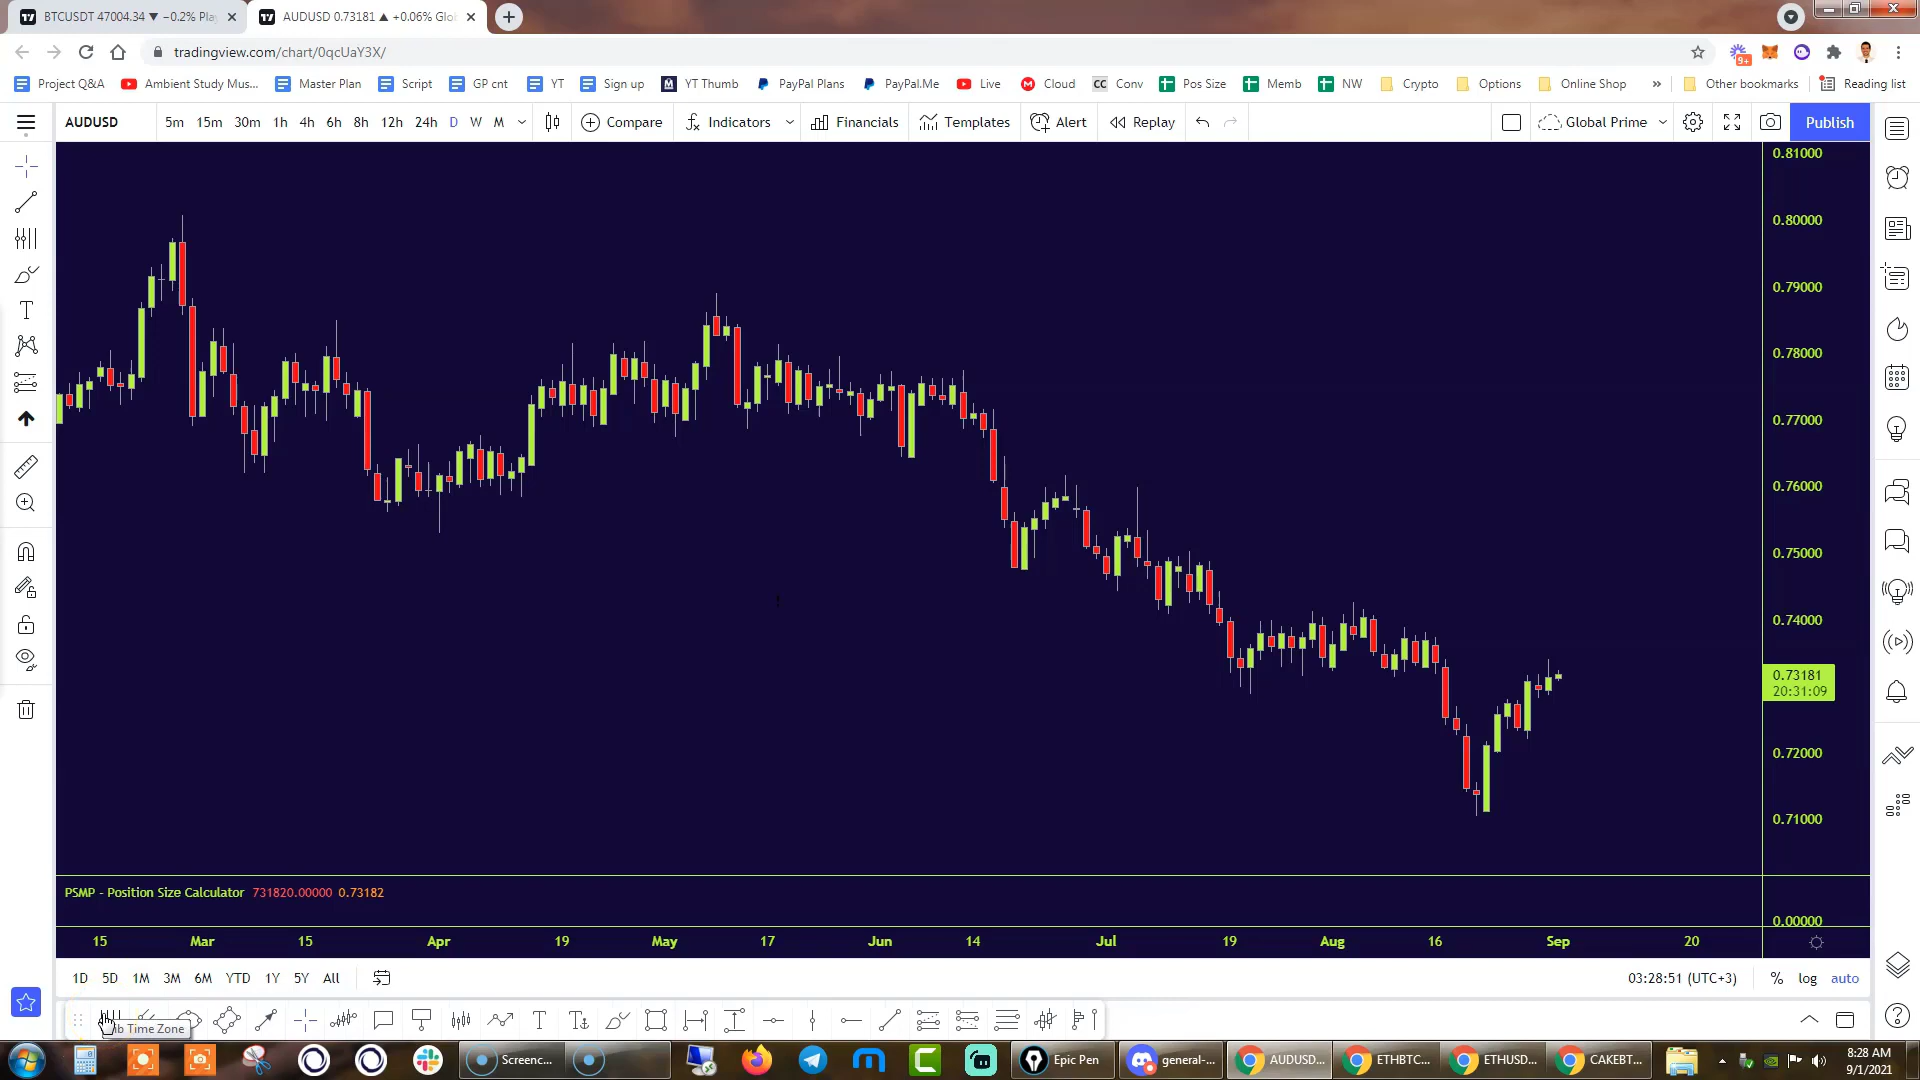 BTCUSDT 47004.34 ▼ −0.2% Pla
AUDUSD 0.73181 ▲ +0.06% Glo
tradingview.com/chart/0qcUaY3X/
9+
Project Q&A Ambient Study Mus... Master Plan Script GP cnt YT Sign up YT Thumb PayPal Plans PayPal.Me Live Cloud CC Conv Pos Size Memb NW Crypto Options Online Shop » Other bookmarks Reading list
AUDUSD 5m 15m 30m 1h 4h 6h 8h 12h 24h D W M Compare Indicators Financials Templates Alert Replay Global Prime Publish
0.81000
0.80000
0.79000
0.78000
0.77000
0.76000
0.75000
0.74000
0.73181
20:31:09
0.72000
0.71000
PSMP - Position Size Calculator 731820.00000 0.73182
0.00000
15 Mar 15 Apr 19 May 17 Jun 14 Jul 19 Aug 16 Sep 20
1D 5D 1M 3M 6M YTD 1Y 5Y All 03:28:51 (UTC+3) % log auto
Time Zone
Screenc... Epic Pen general-... AUDUSD... ETHBTC... ETHUSD... CAKEBT...
8:28 AM
9/1/2021